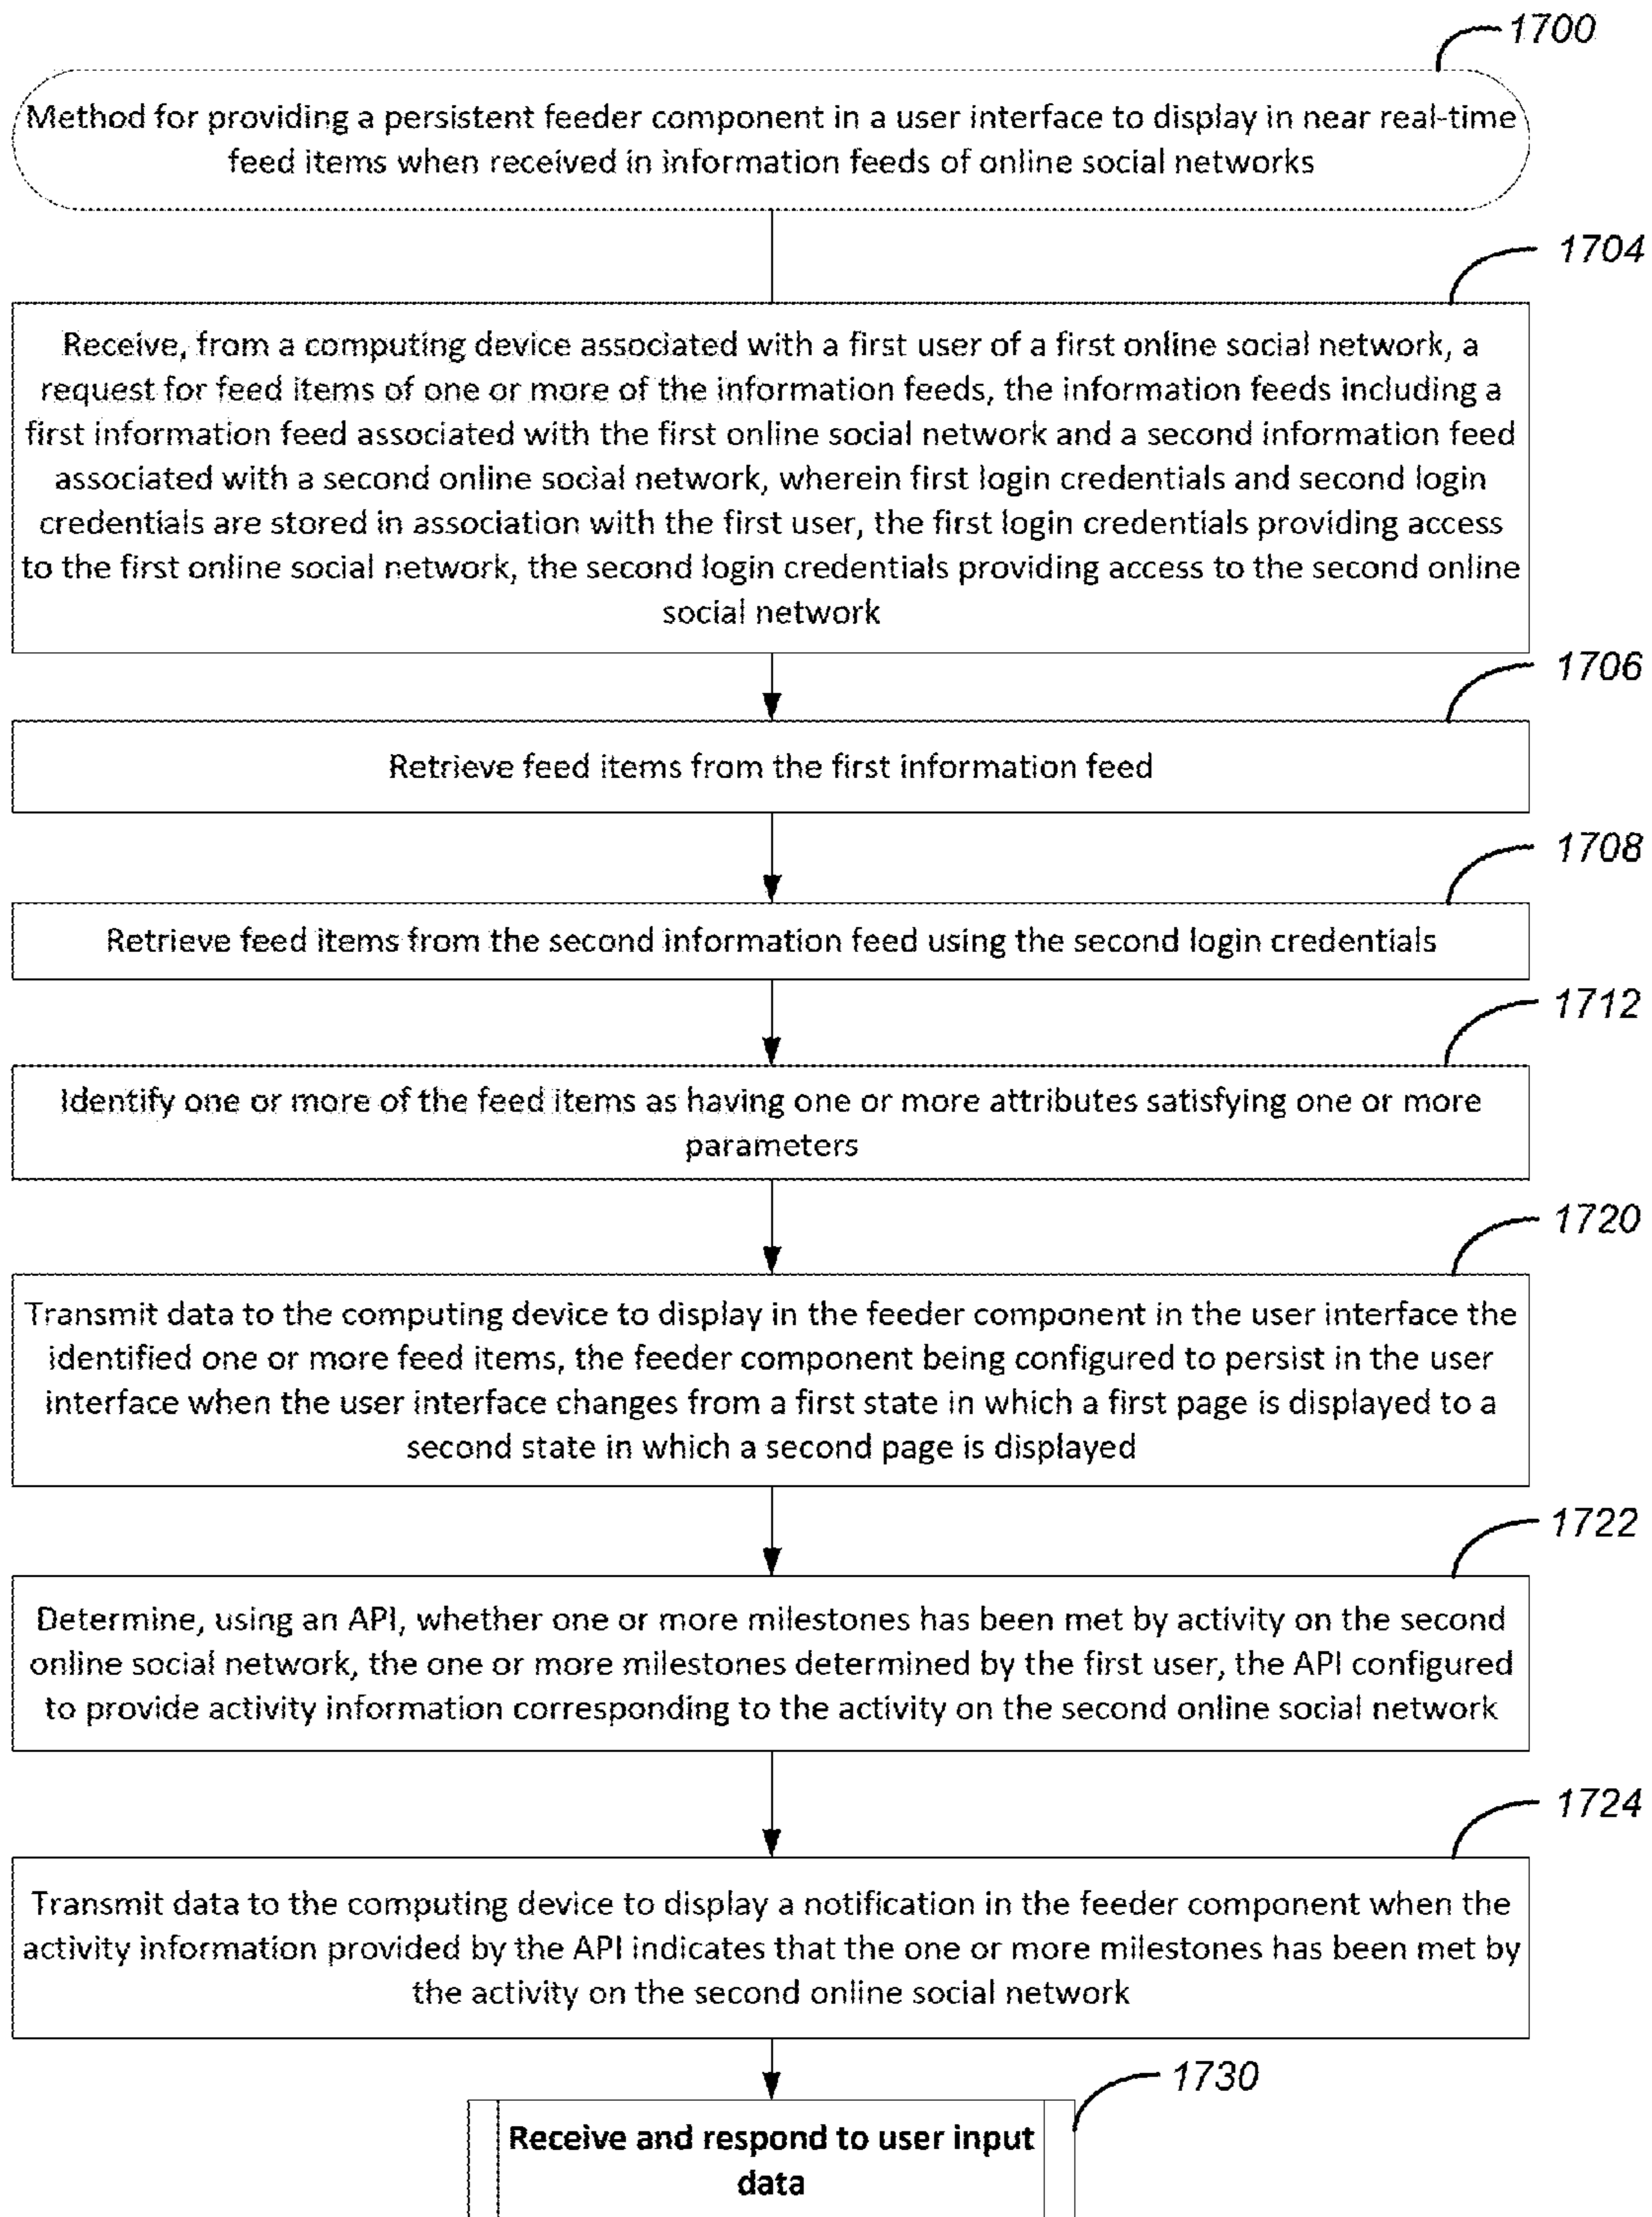 1700
Method for providing a persistent feeder component in a user interface to display in near real-time
feed items when received in information feeds of online social networks
1704
Receive, from a computing device associated with a first user of a first online social network, a
request for feed items of one or more of the information feeds, the information feeds including a
first information feed associated with the first online social network and a second information feed
associated with a second online social network, wherein first login credentials and second login
credentials are stored in association with the first user, the first login credentials providing access
to the first online social network, the second login credentials providing access to the second online
social network
1706
Retrieve feed items from the first information feed
1708
Retrieve feed items from the second information feed using the second login credentials
1712
Identify one or more of the feed items as having one or more attributes satisfying one or more
parameters
1720
Transmit data to the computing device to display in the feeder component in the user interface the
identified one or more feed items, the feeder component being configured to persist in the user
interface when the user interface changes from a first state in which a first page is displayed to a
second state in which a second page is displayed
1722
Determine, using an API, whether one or more milestones has been met by activity on the second
online social network, the one or more milestones determined by the first user, the API configured
to provide activity information corresponding to the activity on the second online social network
1724
Transmit data to the computing device to display a notification in the feeder component when the
activity information provided by the API indicates that the one or more milestones has been met by
the activity on the second online social network
1730
Receive and respond to user input
data